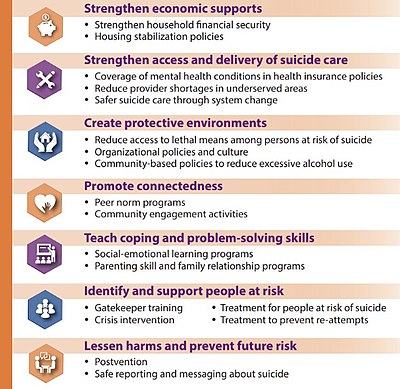 Strengthen economic supports
• Strengthen household financial security
• Housing stabilization policies
Strengthen access and delivery of suicide care
• Coverage of mental health conditions in health insurance policies
• Reduce provider shortages in underserved areas
• Safer suicide care through system change
Create protective environments
• Reduce access to lethal means among persons at risk of suicide
• Organizational policies and culture
• Community-based policies to reduce excessive alcohol use
Promote connectedness
• Peer norm programs
• Community engagement activities
Teach coping and problem-solving skills
• Social-emotional learning programs
• Parenting skill and family relationship programs
Identify and support people at risk
• Gatekeeper training • Treatment for people at risk of suicide
• Crisis intervention • Treatment to prevent re-attempts
Lessen harms and prevent future risk
• Postvention
• Safe reporting and messaging about suicide